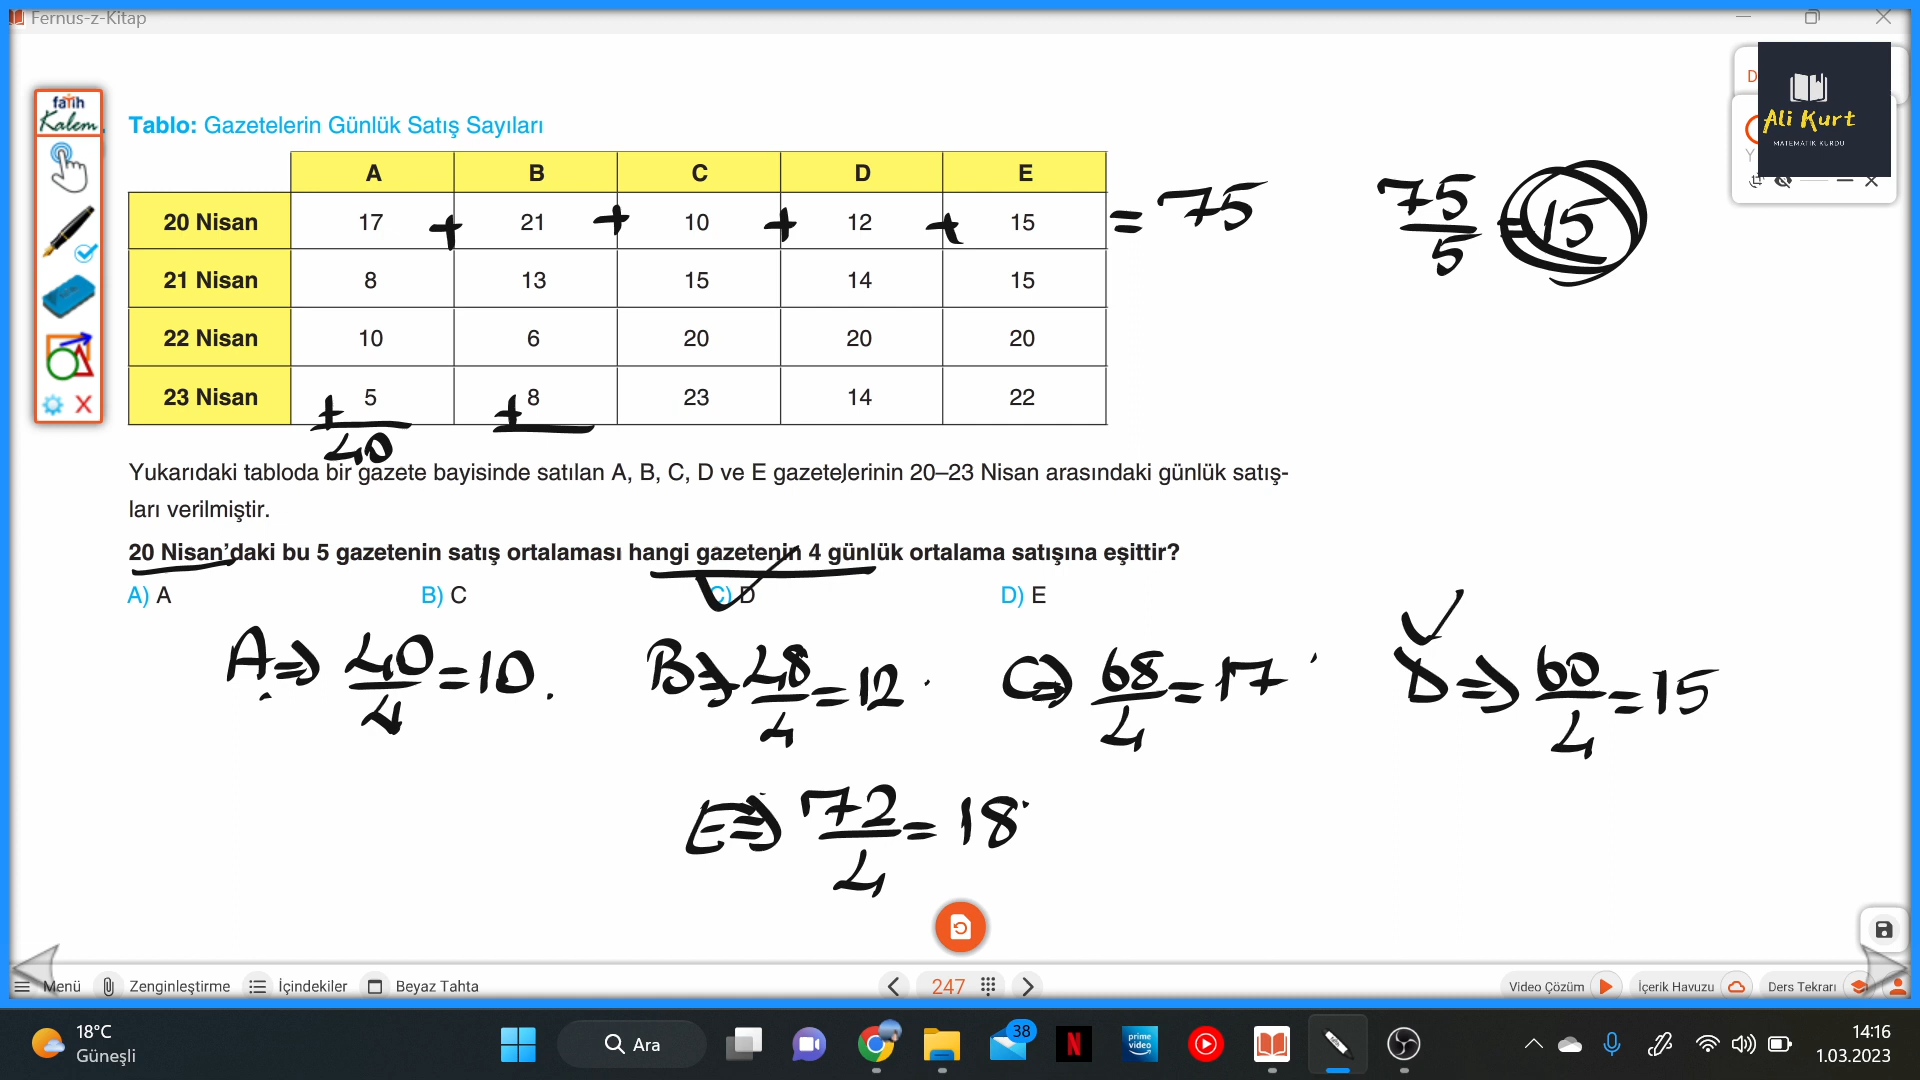 Fernus-z-Kitap
fatih
Kalem
Ali Kurt
MATEMATİK KURDU
D
Y
Tablo: Gazetelerin Günlük Satış Sayıları
A B C D E
20 Nisan 17 + 21 + 10 + 12 + 15 = 75
75/5 = 15
21 Nisan 8 13 15 14 15
22 Nisan 10 6 20 20 20
23 Nisan + 5 + 8 23 14 22
40
Yukarıdaki tabloda bir gazete bayisinde satılan A, B, C, D ve E gazetelerinin 20–23 Nisan arasındaki günlük satış-
ları verilmiştir.
20 Nisan’daki bu 5 gazetenin satış ortalaması hangi gazetenin 4 günlük ortalama satışına eşittir?
A) A B) C C) D D) E
A ⇒ 40/4 = 10 B ⇒ 48/4 = 12 C ⇒ 68/4 = 17 D ⇒ 60/4 = 15
E ⇒ 72/4 = 18
Menü Zenginleştirme İçindekiler Beyaz Tahta 247 Video Çözüm İçerik Havuzu Ders Tekrarı
18°C
Güneşli
Ara
38
prime
video
14:16
1.03.2023